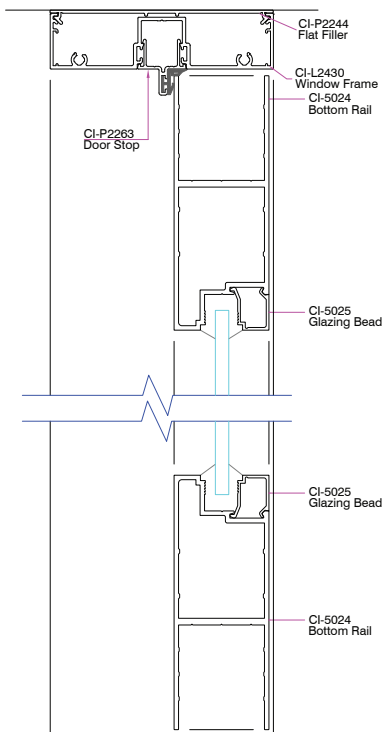 CI-P2244
Flat Filler
CI-L2430
Window Frame
CI-5024
Bottom Rail
CI-P2263
Door Stop
CI-5025
Glazing Bead
CI-5025
Glazing Bead
CI-5024
Bottom Rail